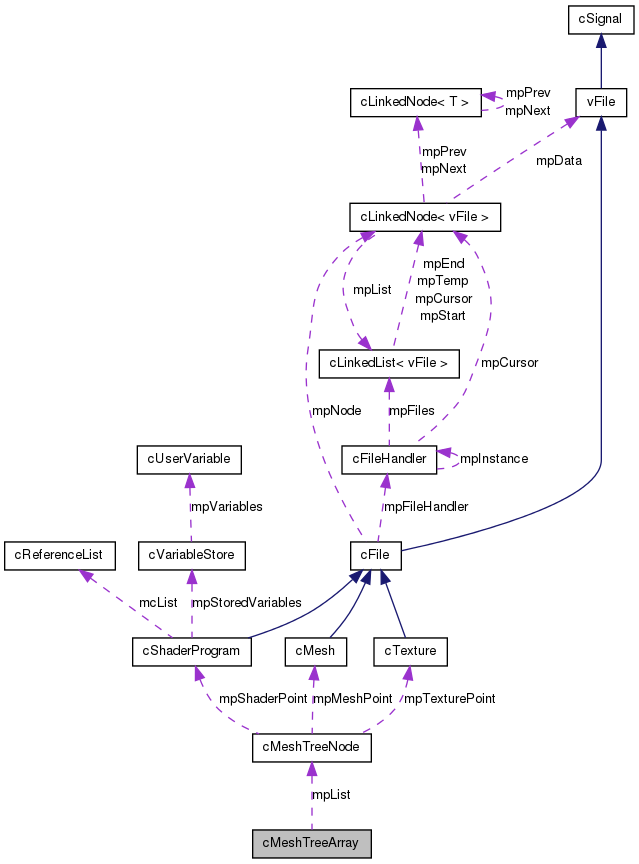 cSignal
cLinkedNode< T >
mpPrev
mpNext
vFile
mpPrev
mpNext
mpData
cLinkedNode< vFile >
mpList
mpEnd
mpTemp
mpCursor
mpStart
cLinkedList< vFile >
mpCursor
mpNode
mpFiles
cUserVariable
cFileHandler
mpInstance
mpVariables
mpFileHandler
cReferenceList
cVariableStore
cFile
mcList
mpStoredVariables
cShaderProgram
cMesh
cTexture
mpShaderPoint
mpMeshPoint
mpTexturePoint
cMeshTreeNode
mpList
cMeshTreeArray